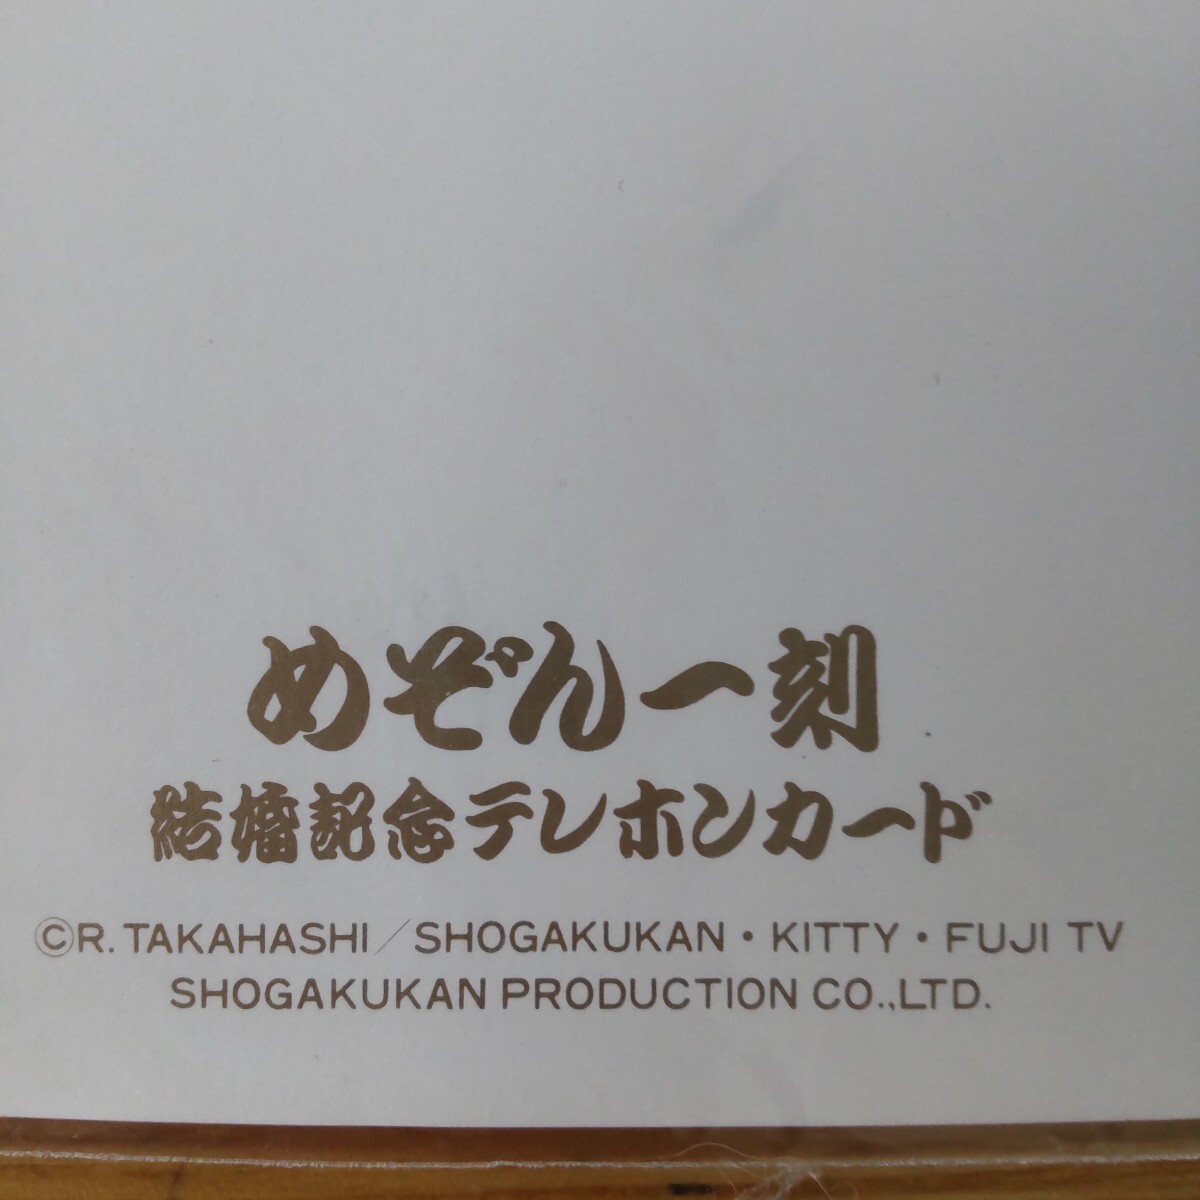 めぞん一刻
結婚記念テレホンカード
©R. TAKAHASHI／SHOGAKUKAN・KITTY・FUJI TV
SHOGAKUKAN PRODUCTION CO.,LTD.